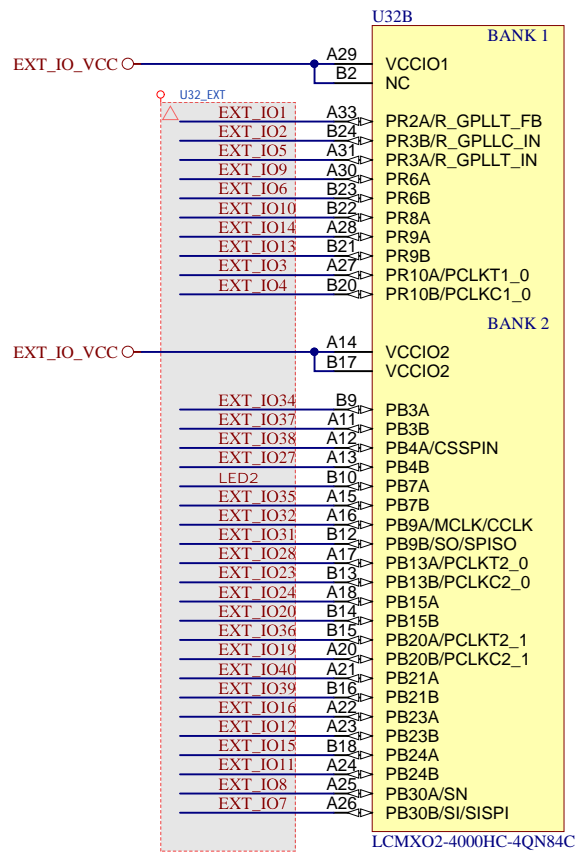 U32B
BANK 1
EXT_IO_VCC A29 VCCIO1
B2 NC
U32_EXT
EXT_IO1 A33 PR2A/R_GPLLT_FB
EXT_IO2 B24 PR3B/R_GPLLC_IN
EXT_IO5 A31 PR3A/R_GPLLT_IN
EXT_IO9 A30 PR6A
EXT_IO6 B23 PR6B
EXT_IO10 B22 PR8A
EXT_IO14 A28 PR9A
EXT_IO13 B21 PR9B
EXT_IO3 A27 PR10A/PCLKT1_0
EXT_IO4 B20 PR10B/PCLKC1_0
BANK 2
EXT_IO_VCC A14 VCCIO2
B17 VCCIO2
EXT_IO34 B9 PB3A
EXT_IO37 A11 PB3B
EXT_IO38 A12 PB4A/CSSPIN
EXT_IO27 A13 PB4B
LED2 B10 PB7A
EXT_IO35 A15 PB7B
EXT_IO32 A16 PB9A/MCLK/CCLK
EXT_IO31 B12 PB9B/SO/SPISO
EXT_IO28 A17 PB13A/PCLKT2_0
EXT_IO23 B13 PB13B/PCLKC2_0
EXT_IO24 A18 PB15A
EXT_IO20 B14 PB15B
EXT_IO36 B15 PB20A/PCLKT2_1
EXT_IO19 A20 PB20B/PCLKC2_1
EXT_IO40 A21 PB21A
EXT_IO39 B16 PB21B
EXT_IO16 A22 PB23A
EXT_IO12 A23 PB23B
EXT_IO15 B18 PB24A
EXT_IO11 A24 PB24B
EXT_IO8 A25 PB30A/SN
EXT_IO7 A26 PB30B/SI/SISPI
LCMXO2-4000HC-4QN84C